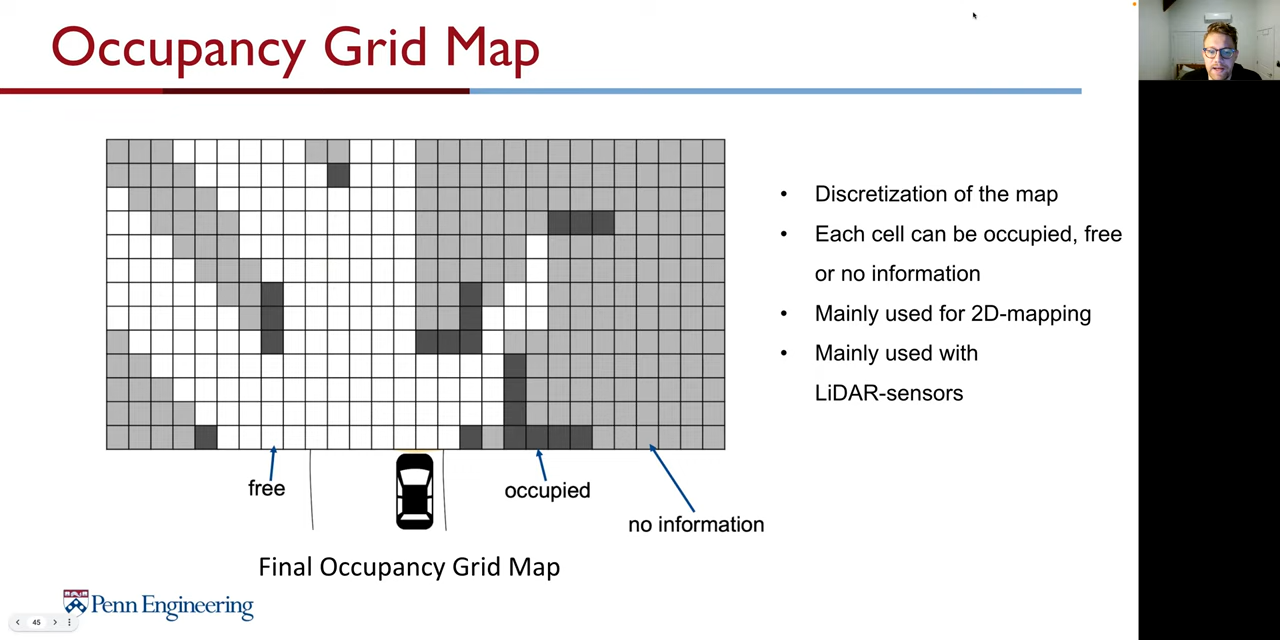 Occupancy Grid Map
• Discretization of the map
• Each cell can be occupied, free
or no information
• Mainly used for 2D-mapping
• Mainly used with
LiDAR-sensors
free
occupied
no information
Final Occupancy Grid Map
Penn Engineering
45